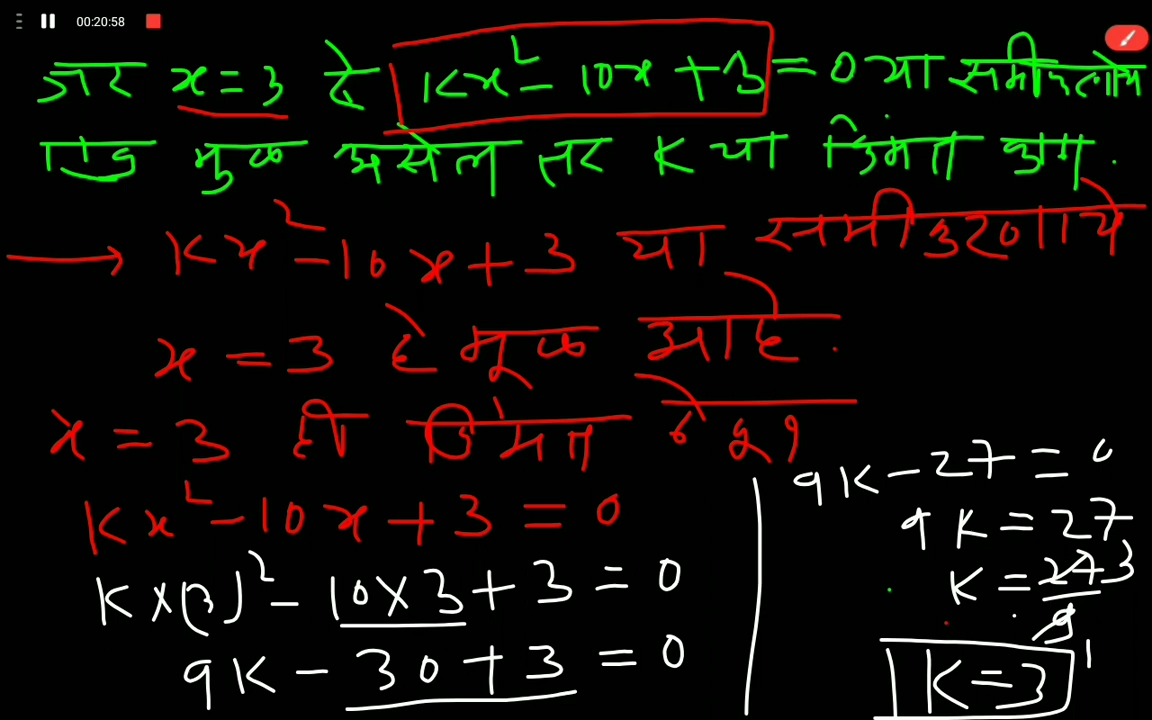 00:20:58
जर x = 3 हे kx² - 10x + 3 = 0 या समीकरणाचे
एक मुळ असेल तर K ची किंमत काय.
→ kx² - 10x + 3 या समीकरणाचे
x = 3 हे मूळ आहे.
x = 3 ही किंमत ठेवू
kx² - 10x + 3 = 0
k × (3)² - 10 × 3 + 3 = 0
9k - 30 + 3 = 0
9k - 27 = 0
9k = 27
k = 27/9 3/1
k = 3